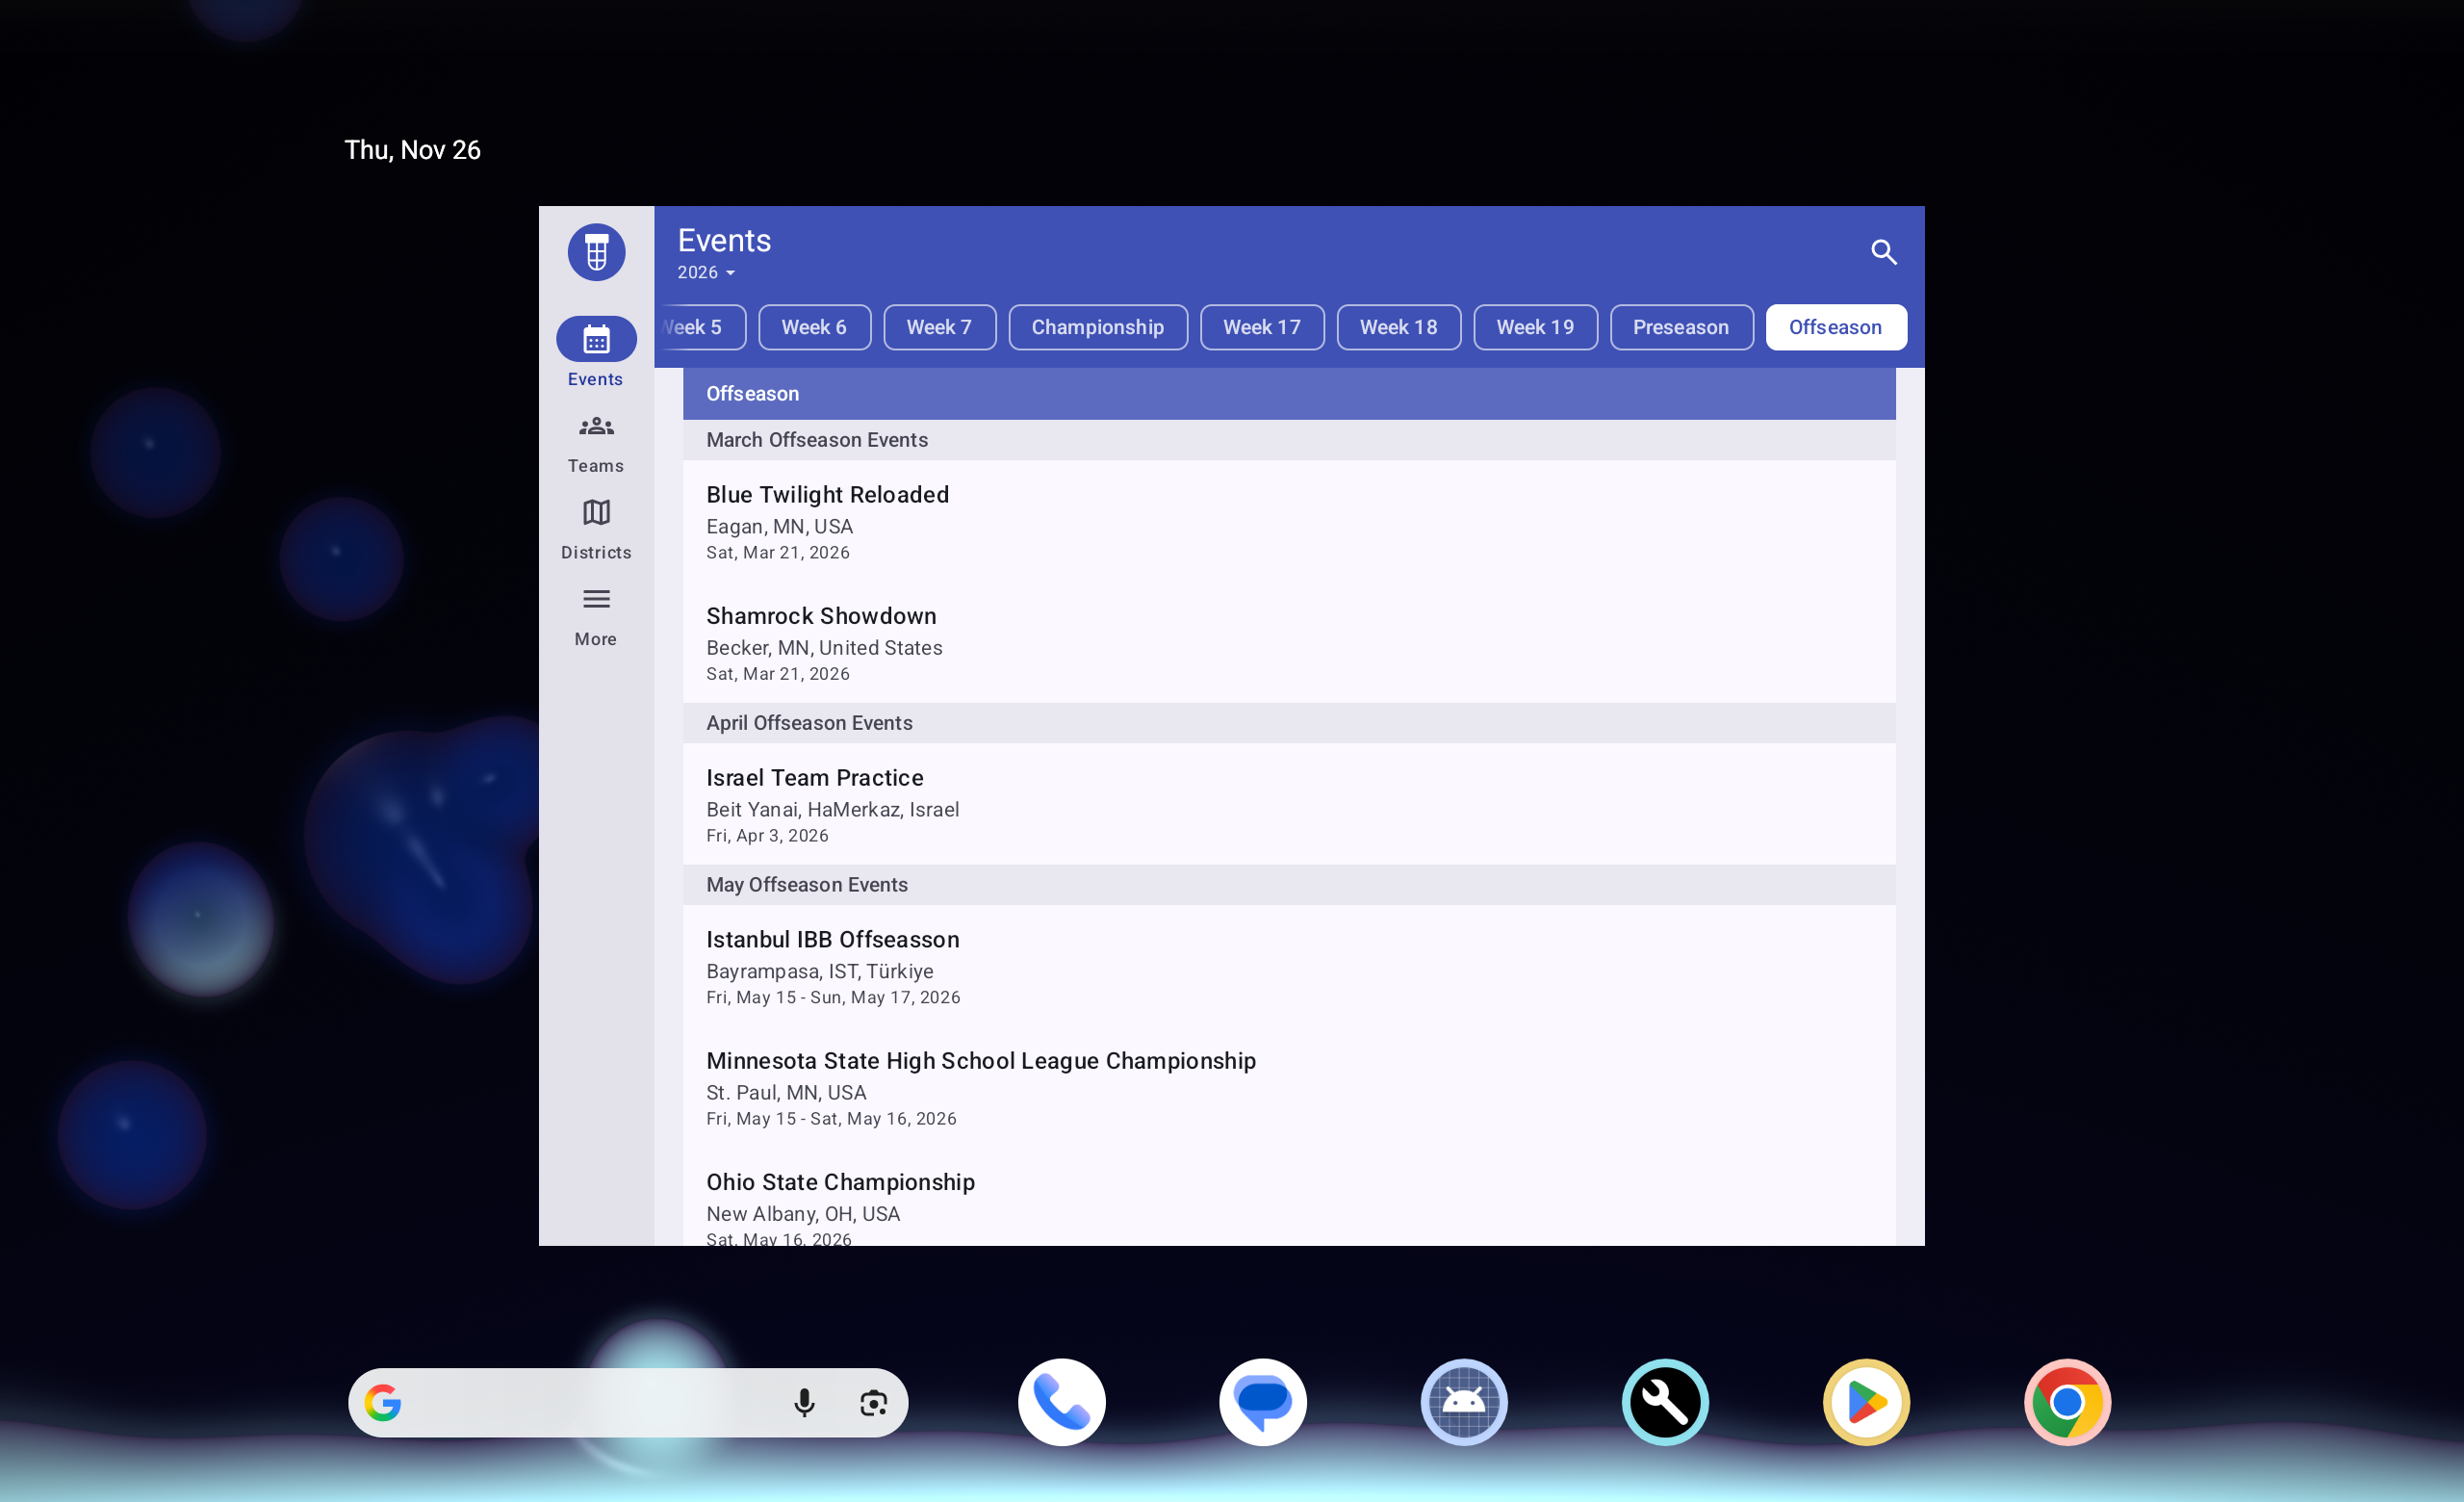 Thu, Nov 26
Events
2026
Week 5
Week 6
Week 7
Championship
Week 17
Week 18
Week 19
Preseason
Offseason
Events
Teams
Districts
More
Offseason
March Offseason Events
Blue Twilight Reloaded
Eagan, MN, USA
Sat, Mar 21, 2026
Shamrock Showdown
Becker, MN, United States
Sat, Mar 21, 2026
April Offseason Events
Israel Team Practice
Beit Yanai, HaMerkaz, Israel
Fri, Apr 3, 2026
May Offseason Events
Istanbul IBB Offseasson
Bayrampasa, IST, Türkiye
Fri, May 15 - Sun, May 17, 2026
Minnesota State High School League Championship
St. Paul, MN, USA
Fri, May 15 - Sat, May 16, 2026
Ohio State Championship
New Albany, OH, USA
Sat, May 16, 2026